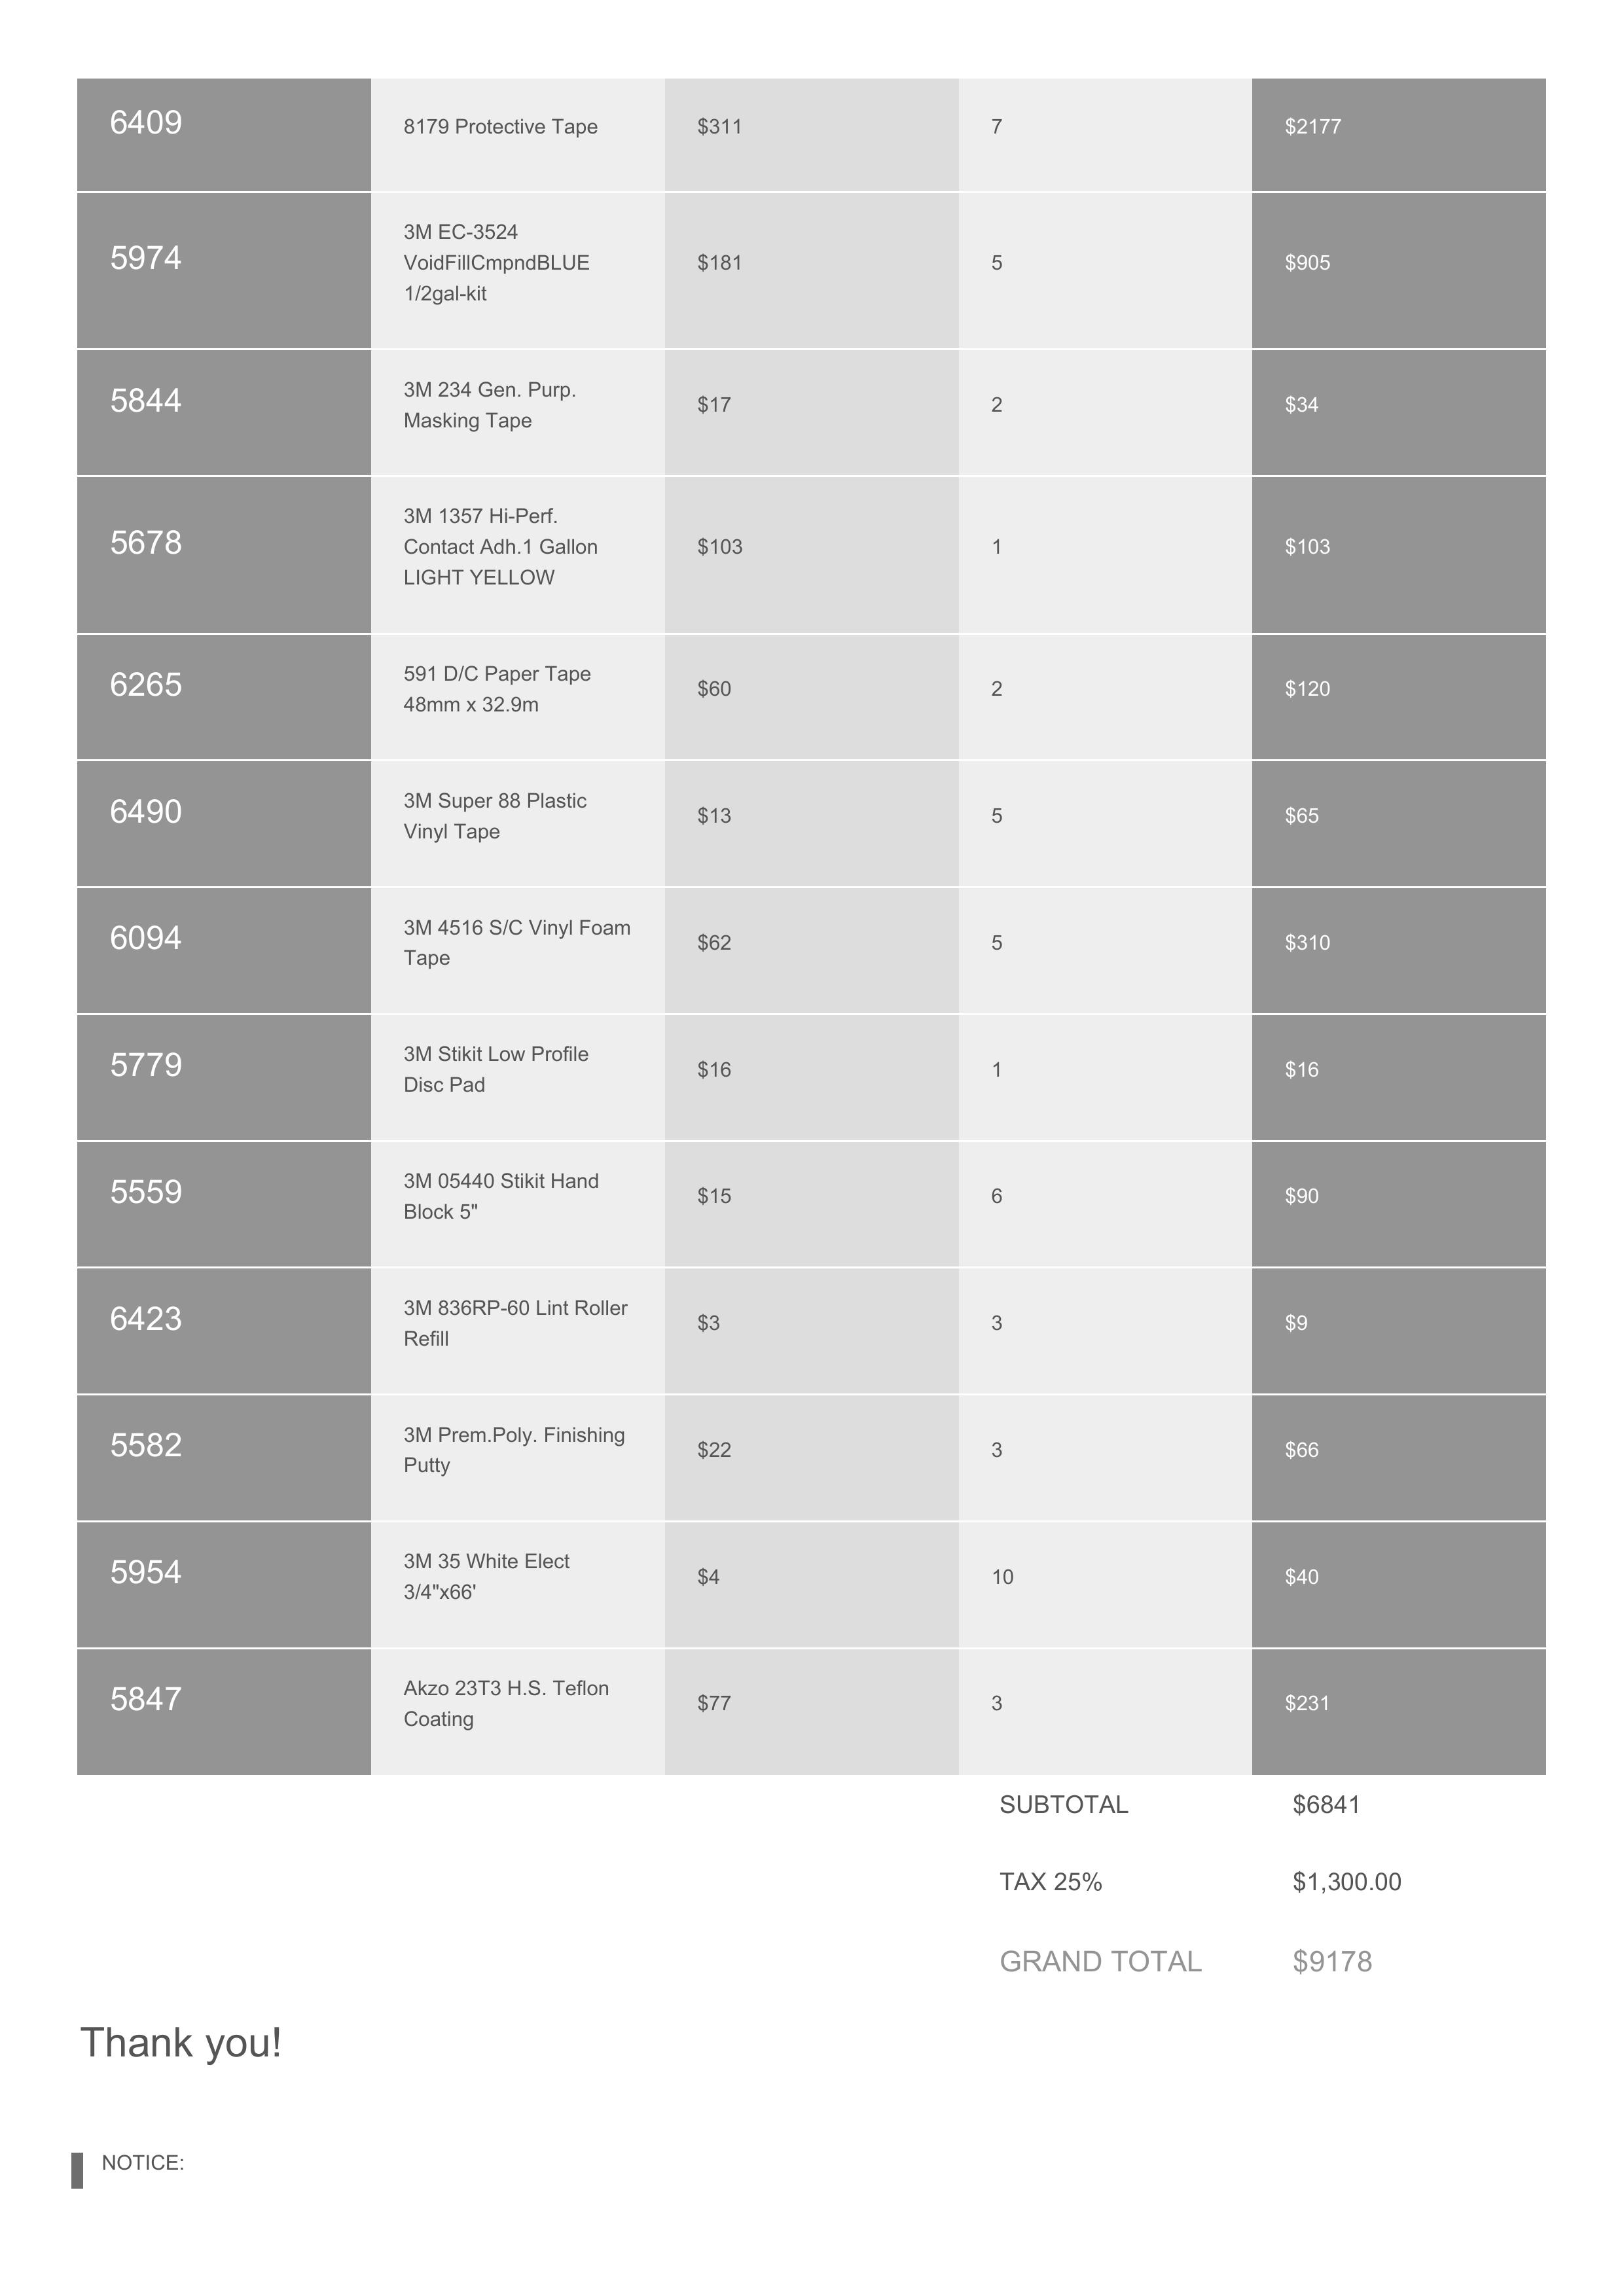 6409 8179 Protective Tape $311 7 $2177
3M EC-3524
5974 VoidFillCmpndBLUE $181 5 $905
1/2gal-kit
5844 3M 234 Gen. Purp. $17 2 $34
Masking Tape
3M 1357 Hi-Perf.
5678 Contact Adh.1 Gallon $103 1 $103
LIGHT YELLOW
6265 591 D/C Paper Tape $60 2 $120
48mm x 32.9m
6490 3M Super 88 Plastic $13 5 $65
Vinyl Tape
6094 3M 4516 S/C Vinyl Foam $62 5 $310
Tape
5779 3M Stikit Low Profile $16 1 $16
Disc Pad
5559 3M 05440 Stikit Hand $15 6 $90
Block 5"
6423 3M 836RP-60 Lint Roller $3 3 $9
Refill
5582 3M Prem.Poly. Finishing $22 3 $66
Putty
5954 3M 35 White Elect $4 10 $40
3/4"x66'
5847 Akzo 23T3 H.S. Teflon $77 3 $231
Coating
SUBTOTAL $6841
TAX 25% $1,300.00
GRAND TOTAL $9178
Thank you!
NOTICE: